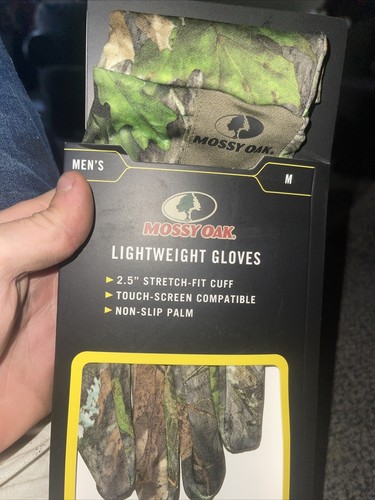 MOSSY OAK.
MEN'S
M
MOSSY OAK.
LIGHTWEIGHT GLOVES
2.5" STRETCH-FIT CUFF
TOUCH-SCREEN COMPATIBLE
NON-SLIP PALM